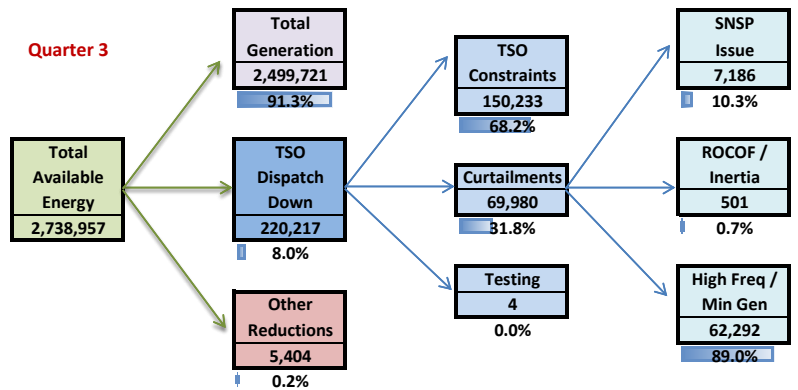 Quarter 3
Total
Available
Energy
2,738,957
Total
Generation
2,499,721
91.3%
TSO
Dispatch
Down
220,217
8.0%
Other
Reductions
5,404
0.2%
TSO
Constraints
150,233
68.2%
Curtailments
69,980
31.8%
Testing
4
0.0%
SNSP
Issue
7,186
10.3%
ROCOF /
Inertia
501
0.7%
High Freq /
Min Gen
62,292
89.0%